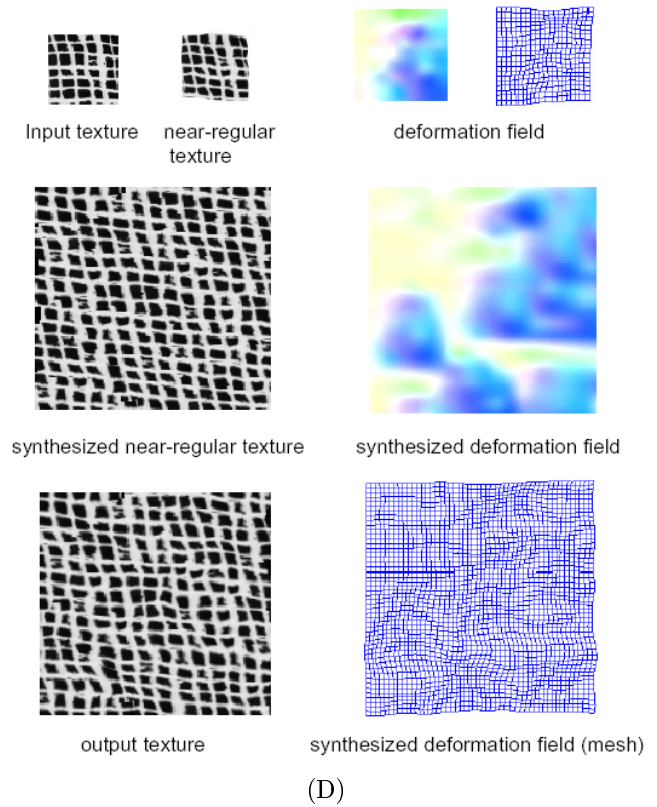 Input texture
near-regular
texture
deformation field
synthesized near-regular texture
synthesized deformation field
output texture
synthesized deformation field (mesh)
(D)